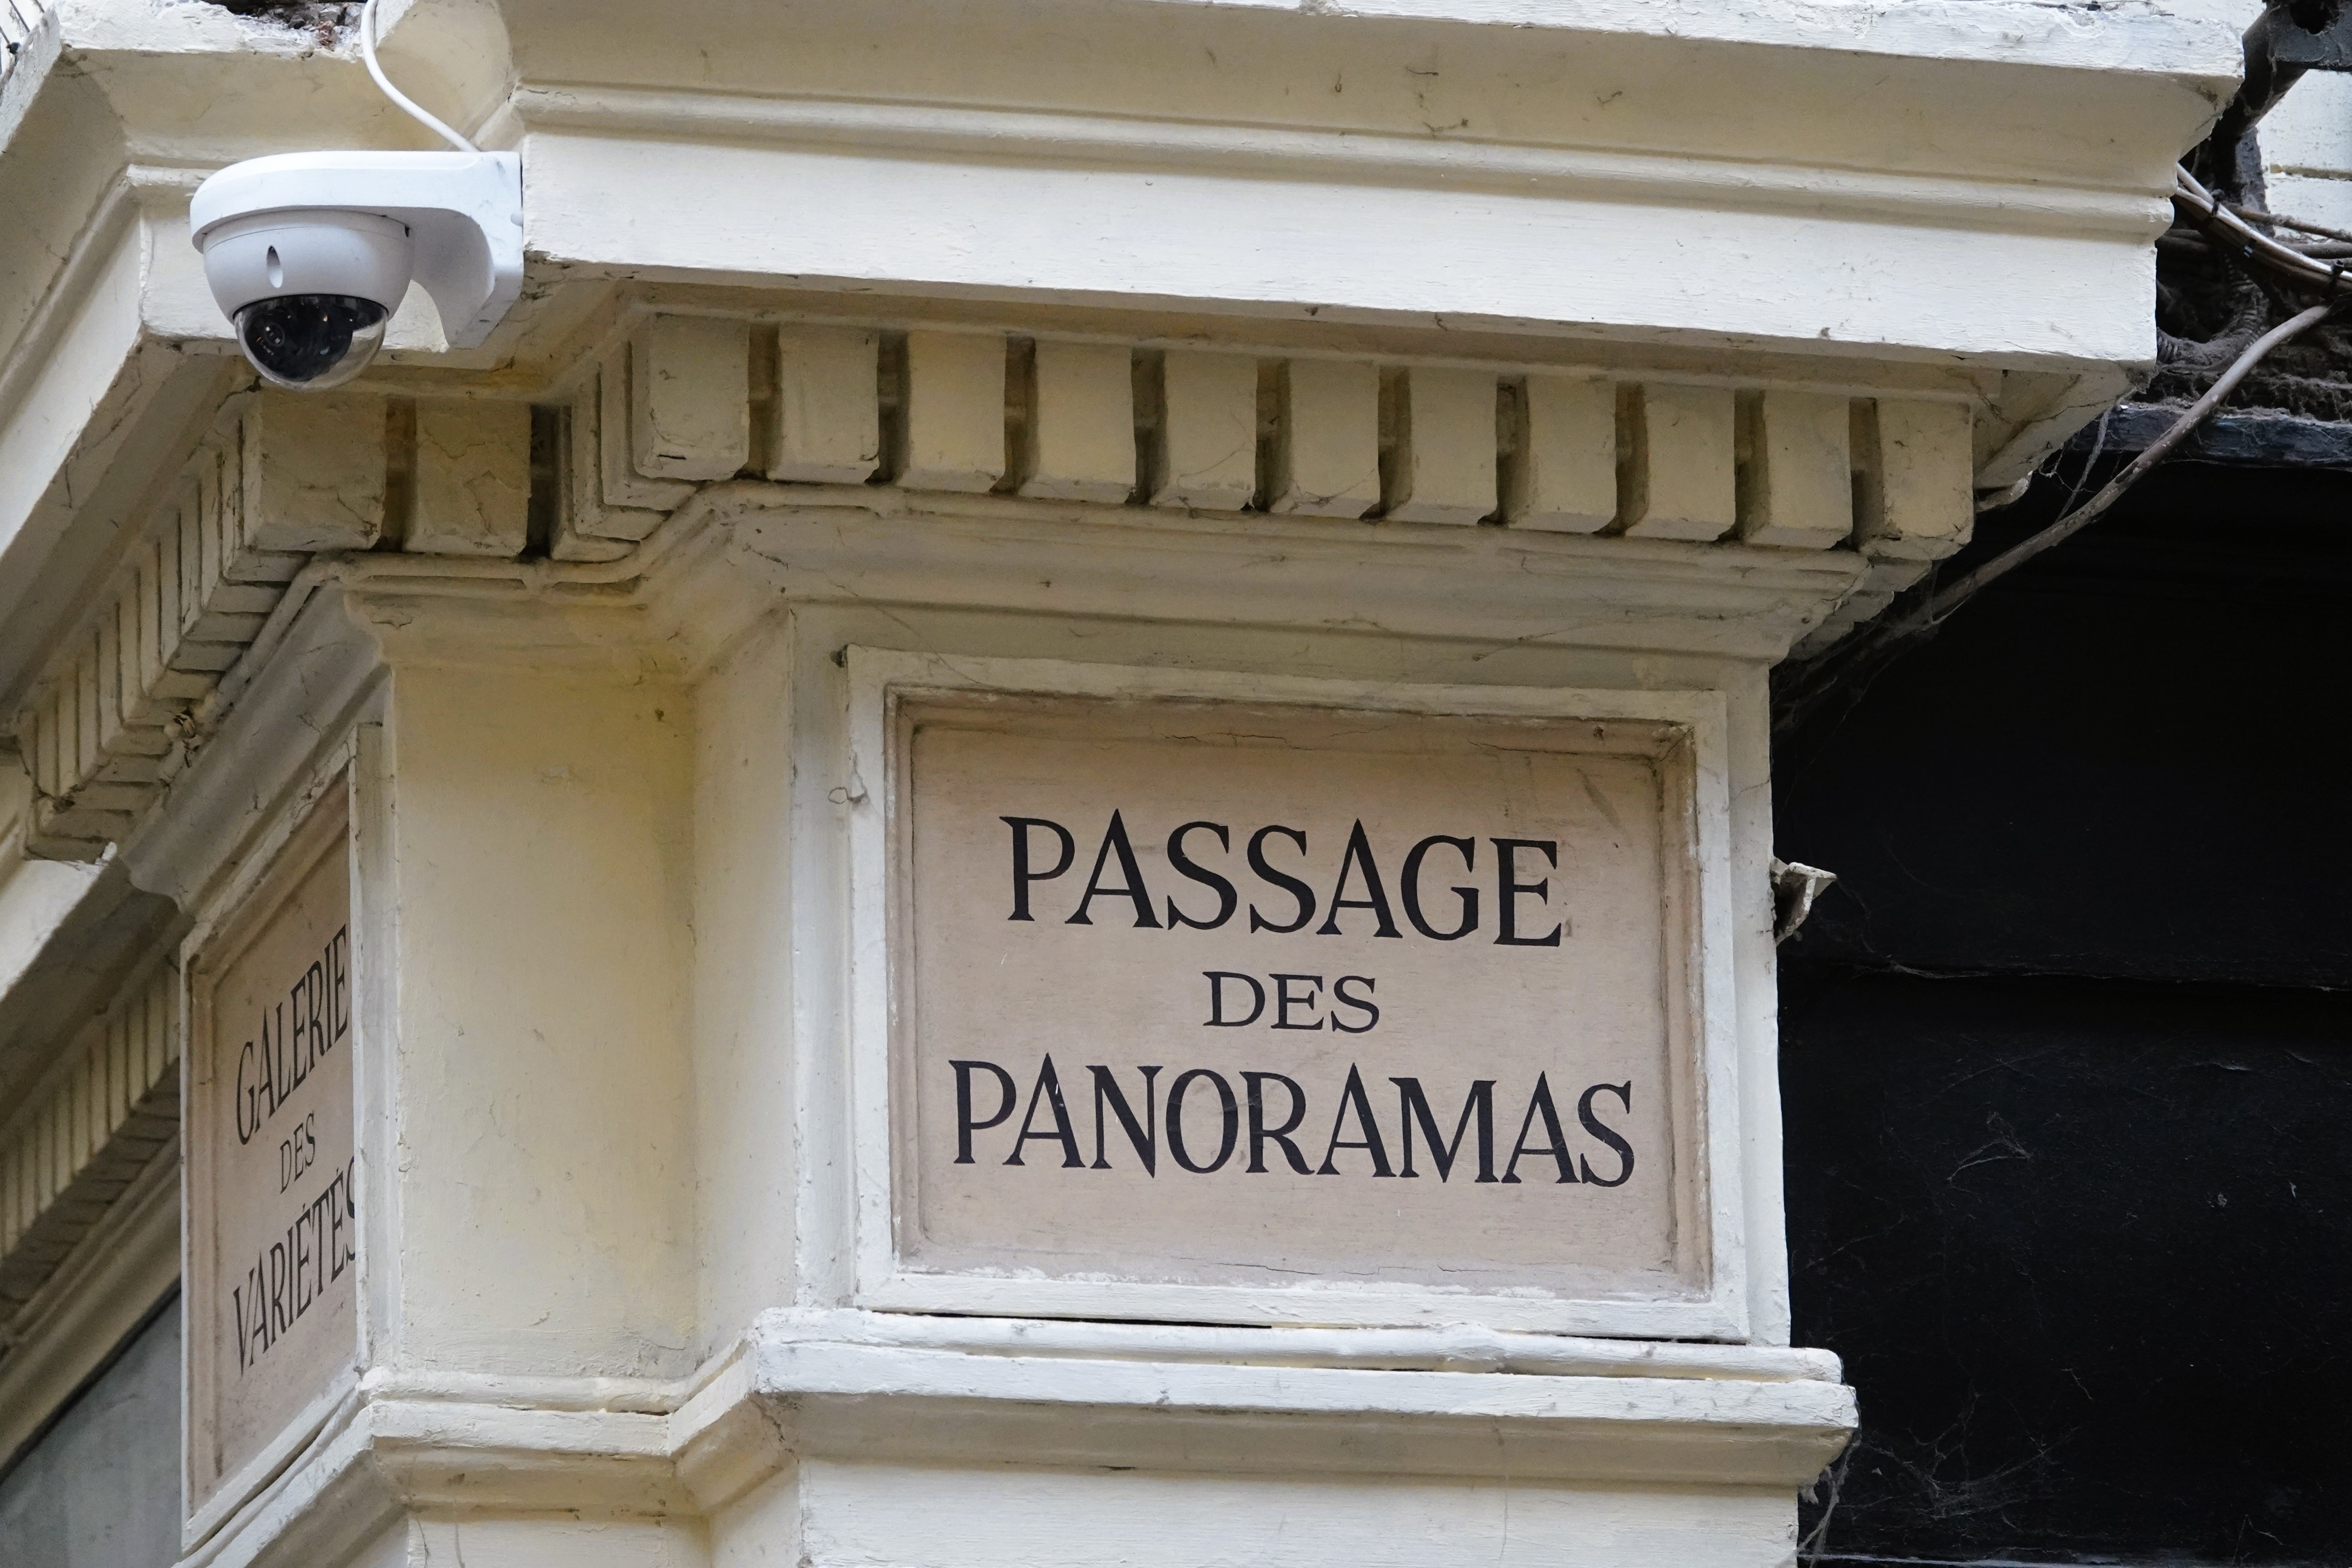 GALERIE
DES
VARIÉTÉS
PASSAGE
DES
PANORAMAS